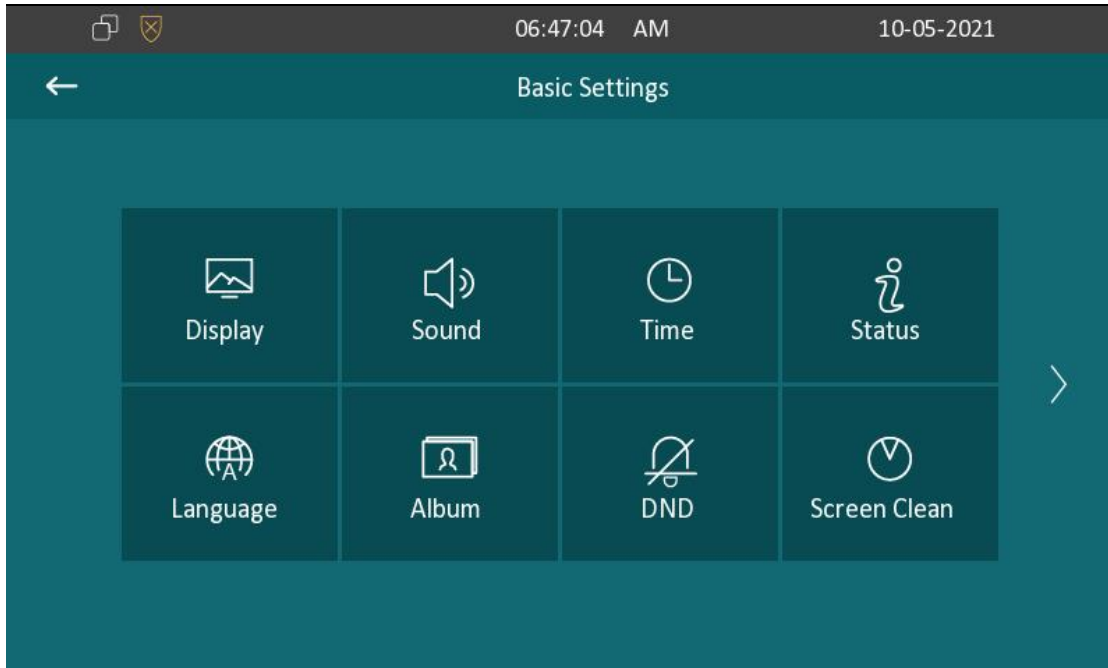 06:47:04 AM 10-05-2021
Basic Settings
Display Sound Time Status
Language Album DND Screen Clean